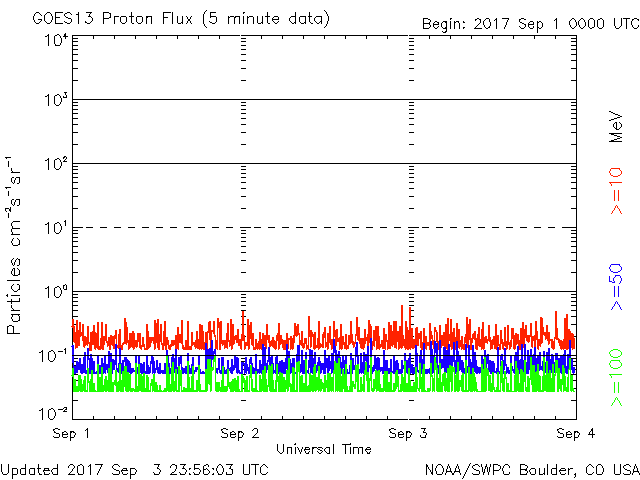 GOES13 Proton Flux (5 minute data)
Begin: 2017 Sep 1 0000 UTC
10⁴
10³
10²
10¹
10⁰
10⁻¹
10⁻²
Particles cm⁻²s⁻¹sr⁻¹
MeV
>=10
>=50
>=100
Sep 1 Sep 2 Sep 3 Sep 4
Universal Time
Updated 2017 Sep 3 23:56:03 UTC
NOAA/SWPC Boulder, CO USA